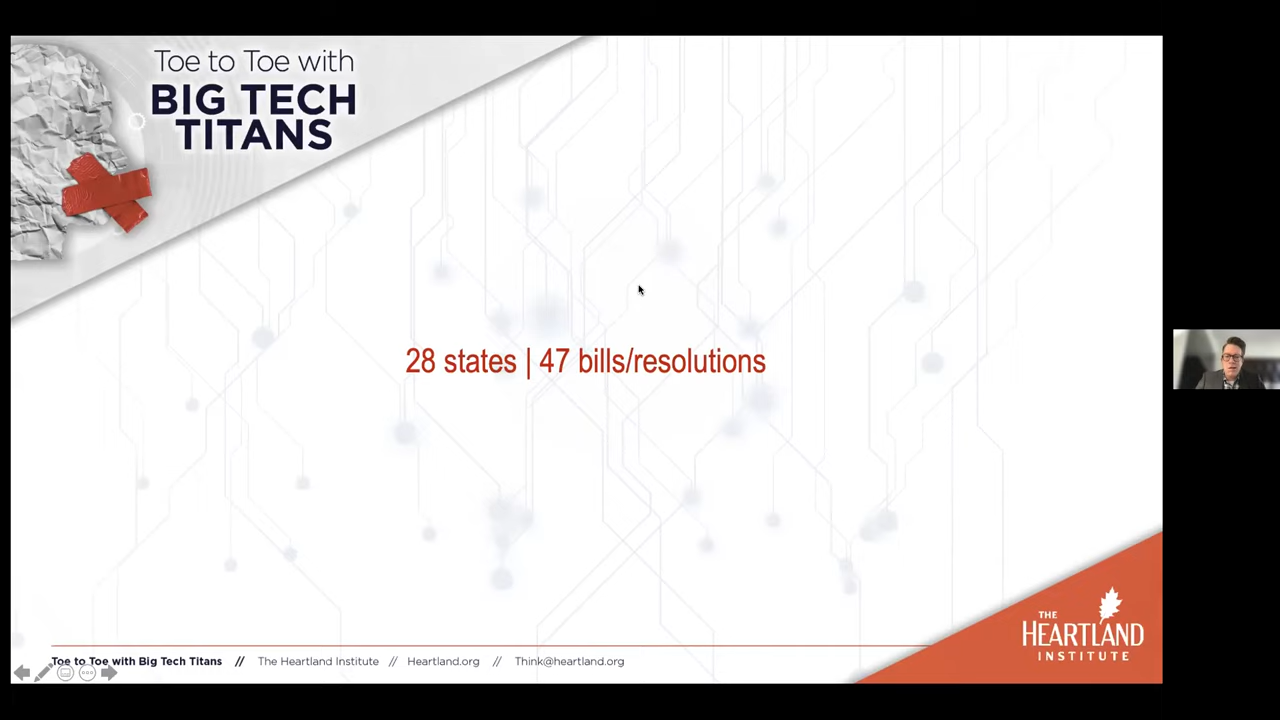 Toe to Toe with
BIG TECH
TITANS
28 states | 47 bills/resolutions
Toe to Toe with Big Tech Titans // The Heartland Institute // Heartland.org // Think@heartland.org
THE
HEARTLAND
INSTITUTE